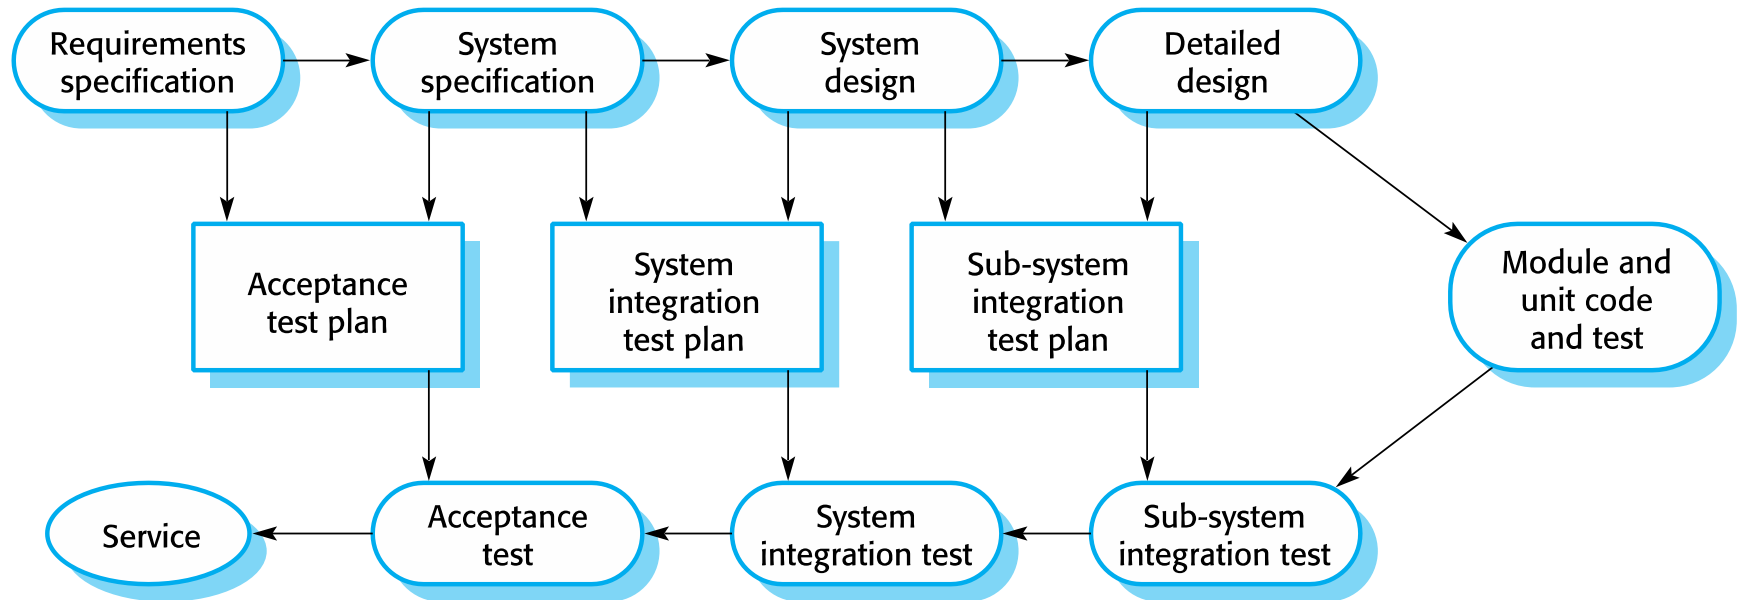 Requirements
specification
System
specification
System
design
Detailed
design
Acceptance
test plan
System
integration
test plan
Sub-system
integration
test plan
Module and
unit code
and test
Service
Acceptance
test
System
integration test
Sub-system
integration test